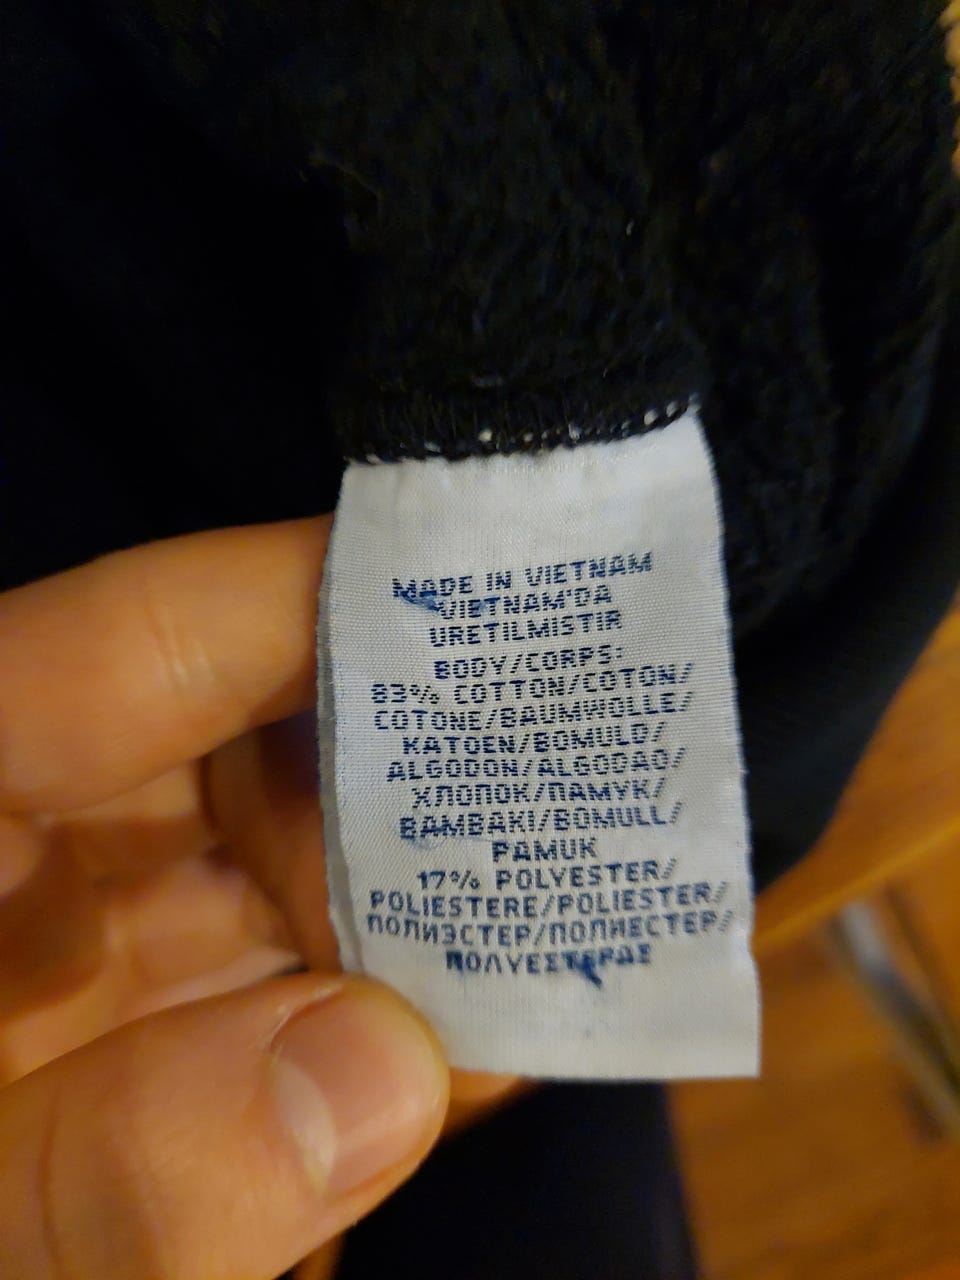 MADE IN VIETNAM
VIETNAM'DA
URETILMISTIR
BODY/CORPS:
83% COTTON/COTON/
COTONE/BAUMWOLLE/
KATOEN/BOMULD/
ALGODON/ALGODAO/
ХЛОПОК/ПАМУК/
BAMBAKI/BOMULL/
PAMUK
17% POLYESTER/
POLIESTERE/POLIESTER/
ПОЛИЭСТЕР/ПОЛИЕСТЕР/
ΠΟΛΥΕΣΤΕΡΑΣ